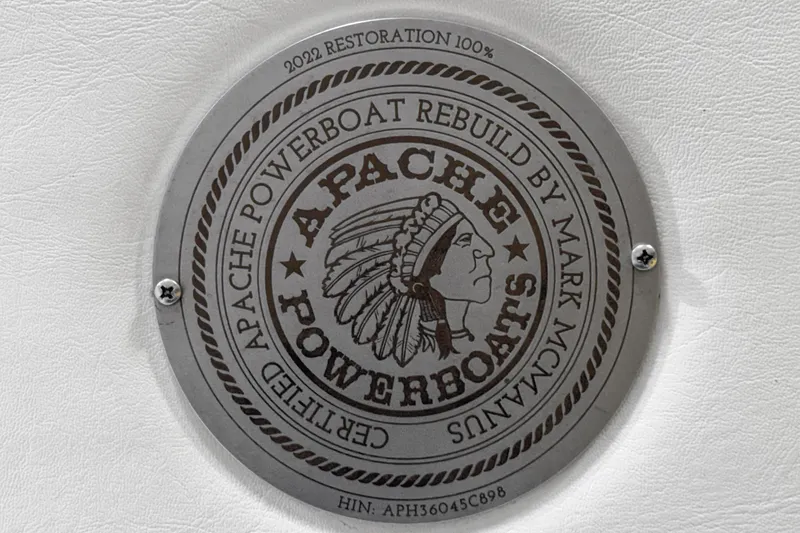 2022 RESTORATION 100%
CERTIFIED APACHE POWERBOAT REBUILD BY MARK MCMANUS
APACHE
POWERBOATS
HIN: APH36045C898